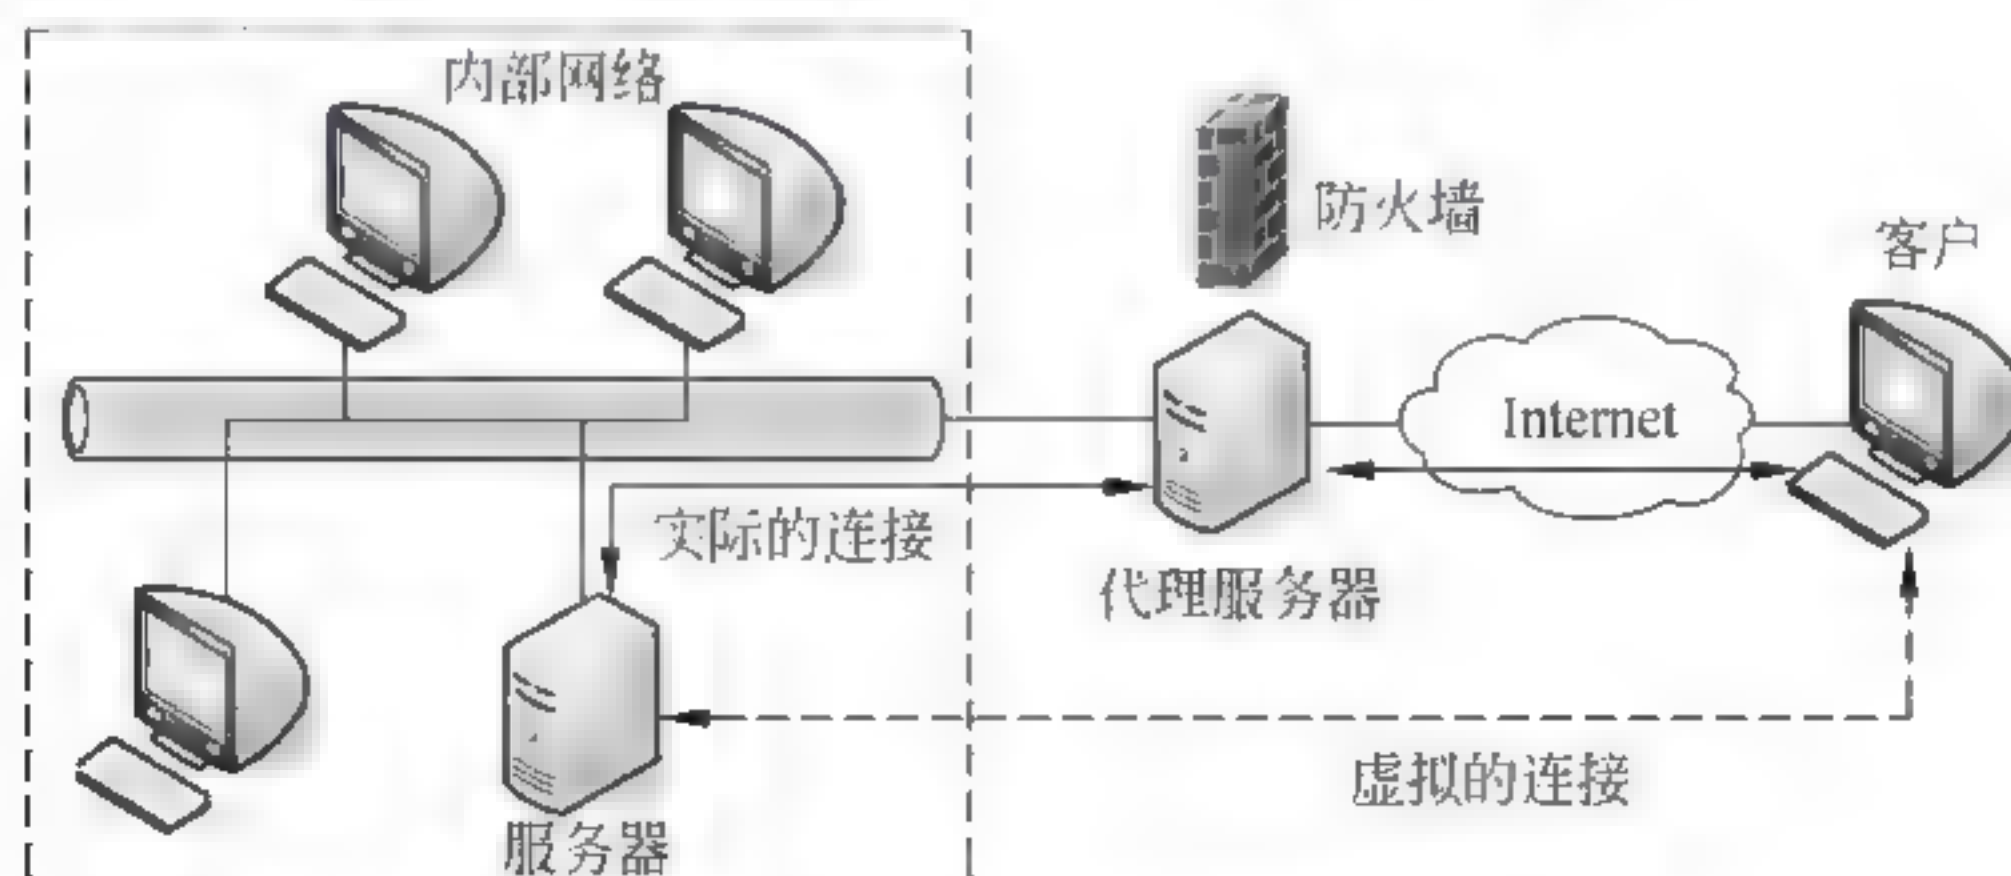 内部网络
防火墙
客户
Internet
实际的连接
代理服务器
虚拟的连接
服务器